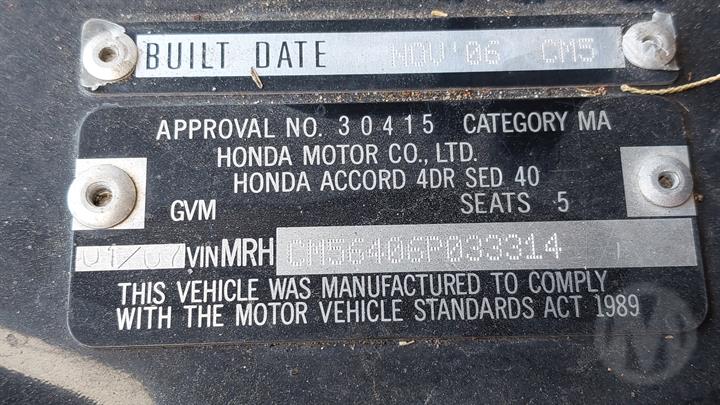 BUILT DATE NOV'06 CM5
APPROVAL NO. 30415 CATEGORY MA
HONDA MOTOR CO., LTD.
HONDA ACCORD 4DR SED 40
GVM SEATS 5
01/07 VIN MRH CM56406P033314
THIS VEHICLE WAS MANUFACTURED TO COMPLY
WITH THE MOTOR VEHICLE STANDARDS ACT 1989